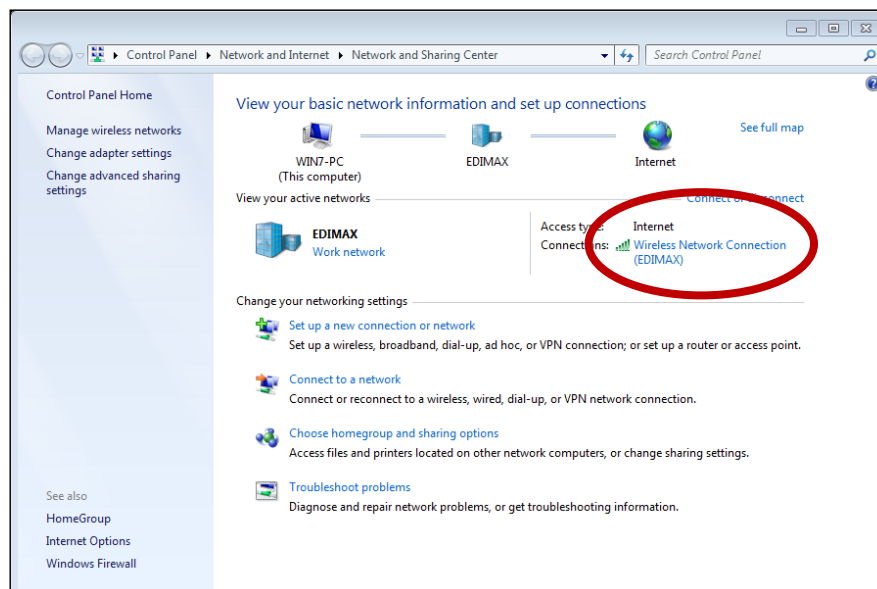 Control Panel ▸ Network and Internet ▸ Network and Sharing Center
Search Control Panel
Control Panel Home
Manage wireless networks
Change adapter settings
Change advanced sharing
settings
See also
HomeGroup
Internet Options
Windows Firewall
View your basic network information and set up connections
See full map
WIN7-PC
(This computer)
EDIMAX
Internet
View your active networks
Connect or disconnect
EDIMAX
Work network
Access type: Internet
Connections: Wireless Network Connection
(EDIMAX)
Change your networking settings
Set up a new connection or network
Set up a wireless, broadband, dial-up, ad hoc, or VPN connection; or set up a router or access point.
Connect to a network
Connect or reconnect to a wireless, wired, dial-up, or VPN network connection.
Choose homegroup and sharing options
Access files and printers located on other network computers, or change sharing settings.
Troubleshoot problems
Diagnose and repair network problems, or get troubleshooting information.